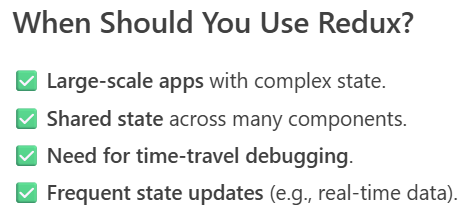 When Should You Use Redux?
✅ Large-scale apps with complex state.
✅ Shared state across many components.
✅ Need for time-travel debugging.
✅ Frequent state updates (e.g., real-time data).